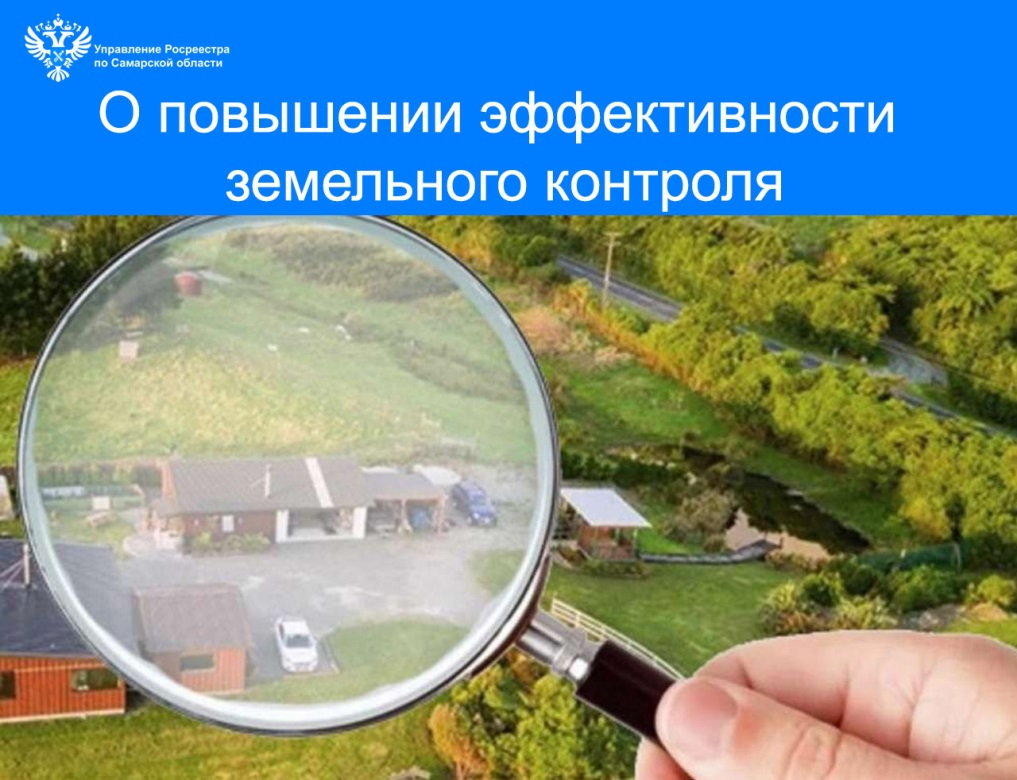 Управление Росреестра
по Самарской области
О повышении эффективности
земельного контроля